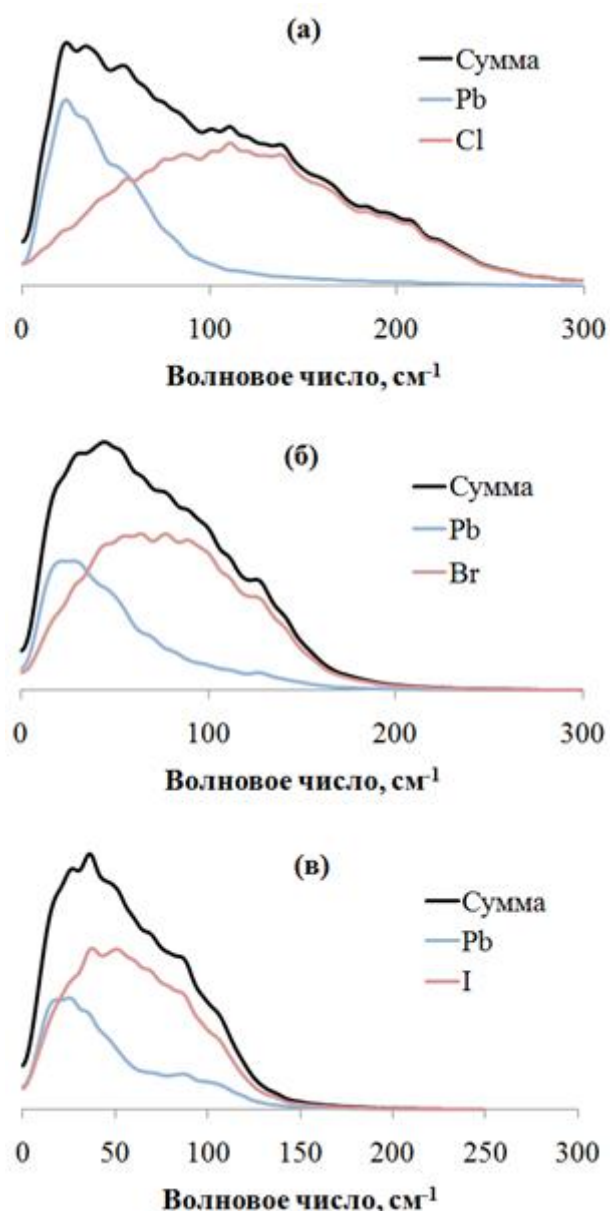 (а)
Сумма
Pb
Cl
0 100 200 300
Волновое число, см-1
(б)
Сумма
Pb
Br
0 100 200 300
Волновое число, см-1
(в)
Сумма
Pb
I
0 50 100 150 200 250 300
Волновое число, см-1